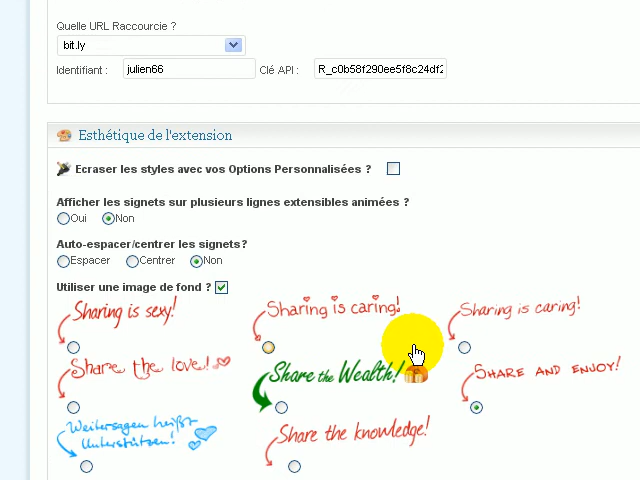 Quelle URL Raccourcie ?
bit.ly
Identifiant : julien66 Clé API : R_c0b58f290ee5f8c24df2
Esthétique de l'extension
Ecraser les styles avec vos Options Personnalisées ?
Afficher les signets sur plusieurs lignes extensibles animées ?
Oui Non
Auto-espacer/centrer les signets?
Espacer Centrer Non
Utiliser une image de fond ?
Sharing is sexy! Sharing is caring! Sharing is caring!
Share the love! Share the Wealth! SHARE AND ENJOY!
Weitersagen heißt Share the knowledge!
Unterstützen!